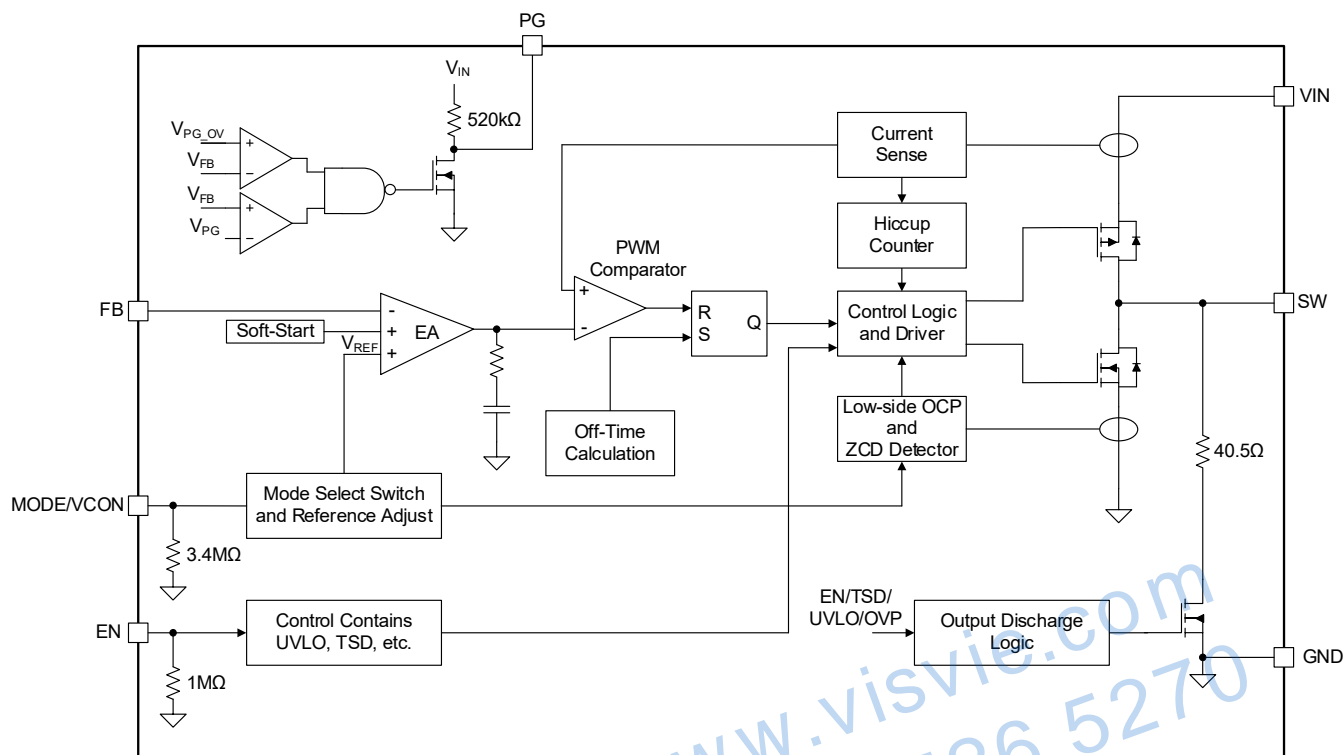 PG
VIN
520kΩ
VPG_OV
VFB
VFB
VPG
VIN
Current
Sense
Hiccup
Counter
PWM
Comparator
FB
Soft-Start
VREF
-
+
+
EA
+
-
R
S
Q
Control Logic
and Driver
SW
Off-Time
Calculation
Low-side OCP
and
ZCD Detector
40.5Ω
MODE/VCON
Mode Select Switch
and Reference Adjust
3.4MΩ
EN
Control Contains
UVLO, TSD, etc.
1MΩ
EN/TSD/
UVLO/OVP
Output Discharge
Logic
GND
www.visvie.com
5270